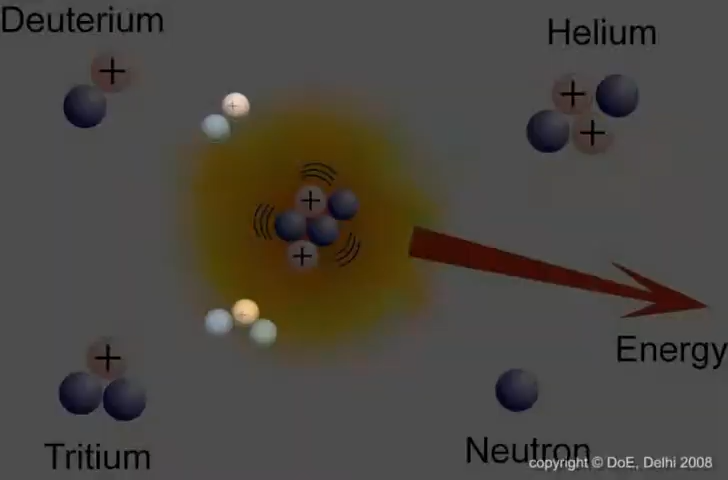 Deuterium
Helium
+
+
+
+
+
+
+
+
Energy
Tritium
Neutron
copyright © DoE, Delhi 2008